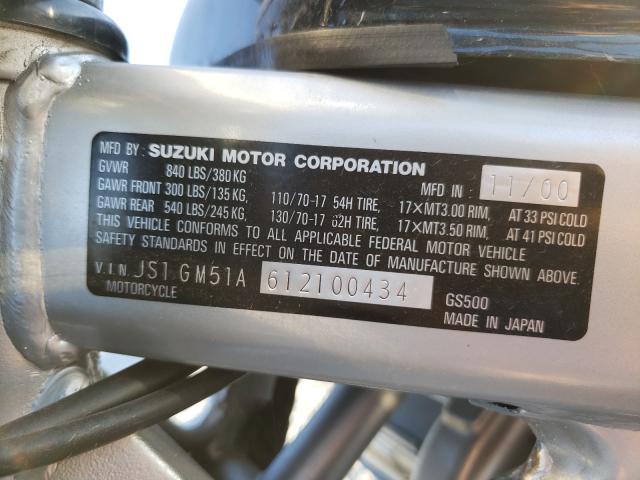 MFD BY: SUZUKI MOTOR CORPORATION
GVWR 840 LBS/380 KG MFD IN 11/00
GAWR FRONT 300 LBS/135 KG, 110/70-17 54H TIRE, 17×MT3.00 RIM, AT 33 PSI COLD
GAWR REAR 540 LBS/245 KG, 130/70-17 62H TIRE, 17×MT3.50 RIM, AT 41 PSI COLD
THIS VEHICLE CONFORMS TO ALL APPLICABLE FEDERAL MOTOR VEHICLE
SAFETY STANDARDS IN EFFECT ON THE DATE OF MANUFACTURE SHOWN ABOVE.
V.I.N. JS1GM51A612100434
MOTORCYCLE GS500
MADE IN JAPAN